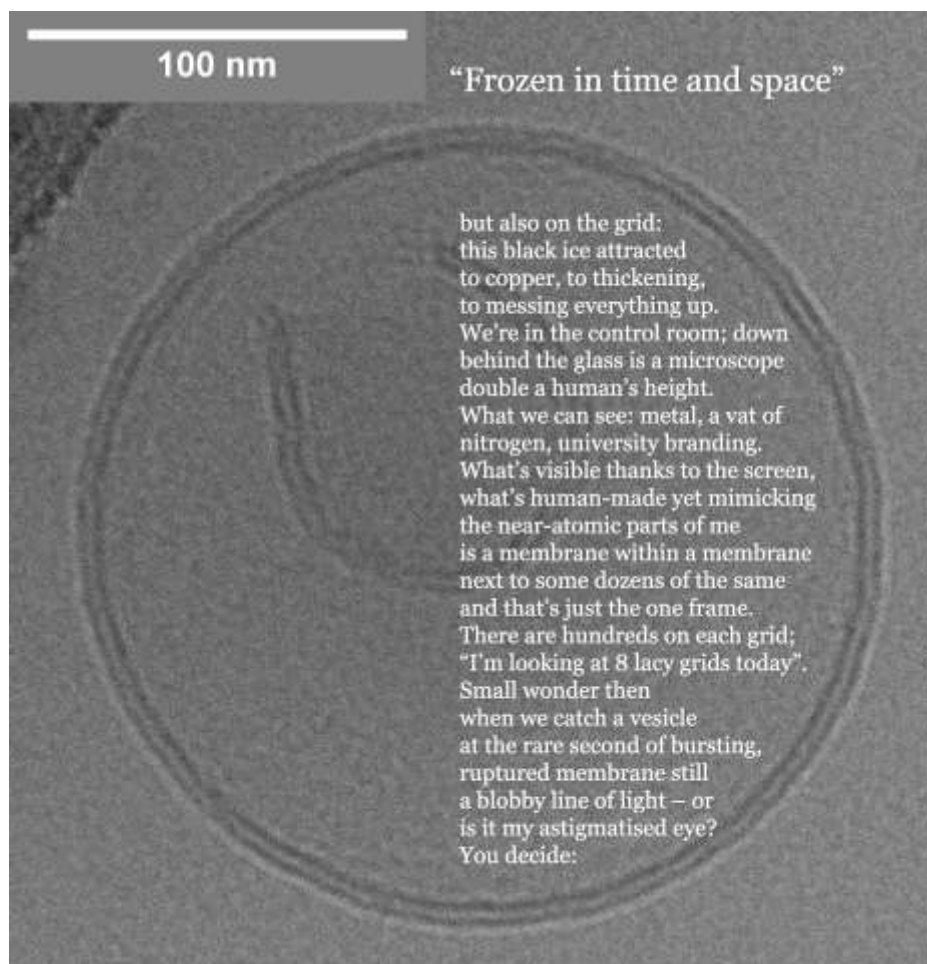 100 nm
“Frozen in time and space”
but also on the grid:
this black ice attracted
to copper, to thickening,
to messing everything up.
We’re in the control room; down
behind the glass is a microscope
double a human’s height.
What we can see: metal, a vat of
nitrogen, university branding.
What’s visible thanks to the screen,
what’s human-made yet mimicking
the near-atomic parts of me
is a membrane within a membrane
next to some dozens of the same
and that’s just the one frame.
There are hundreds on each grid;
“I’m looking at 8 lacy grids today”.
Small wonder then
when we catch a vesicle
at the rare second of bursting,
ruptured membrane still
a blobby line of light – or
is it my astigmatised eye?
You decide: